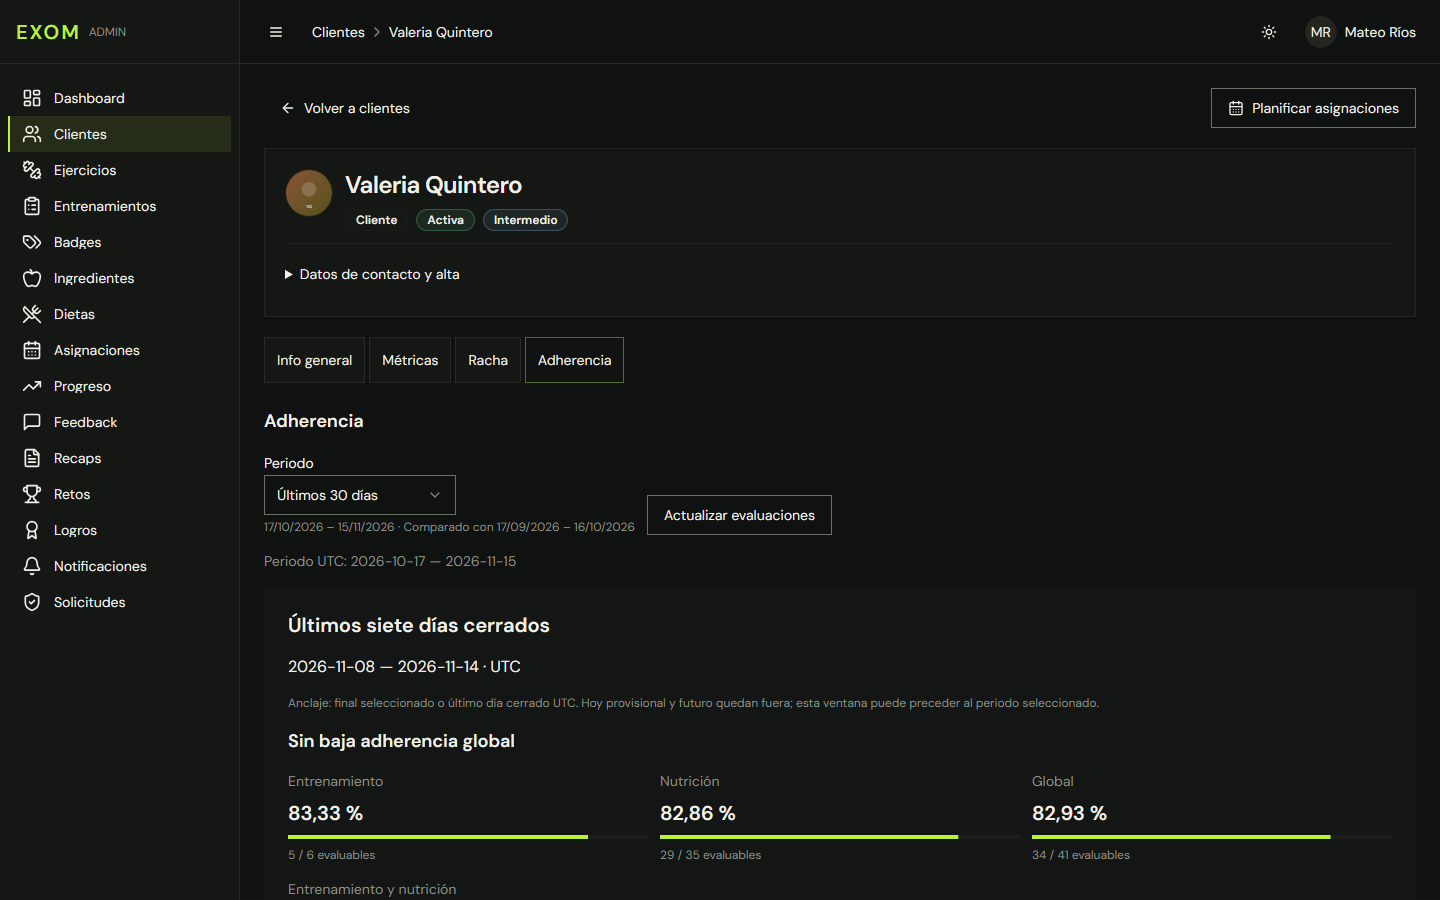 EXOM ADMIN
Clientes > Valeria Quintero
MR Mateo Ríos
Dashboard
Clientes
Ejercicios
Entrenamientos
Badges
Ingredientes
Dietas
Asignaciones
Progreso
Feedback
Recaps
Retos
Logros
Notificaciones
Solicitudes
Volver a clientes
Planificar asignaciones
Valeria Quintero
Cliente Activa Intermedio
Datos de contacto y alta
Info general Métricas Racha Adherencia
Adherencia
Periodo
Últimos 30 días
17/10/2026 – 15/11/2026 · Comparado con 17/09/2026 – 16/10/2026
Actualizar evaluaciones
Periodo UTC: 2026-10-17 — 2026-11-15
Últimos siete días cerrados
2026-11-08 — 2026-11-14 · UTC
Anclaje: final seleccionado o último día cerrado UTC. Hoy provisional y futuro quedan fuera; esta ventana puede preceder al periodo seleccionado.
Sin baja adherencia global
Entrenamiento Nutrición Global
83,33 % 82,86 % 82,93 %
5 / 6 evaluables 29 / 35 evaluables 34 / 41 evaluables
Entrenamiento y nutrición